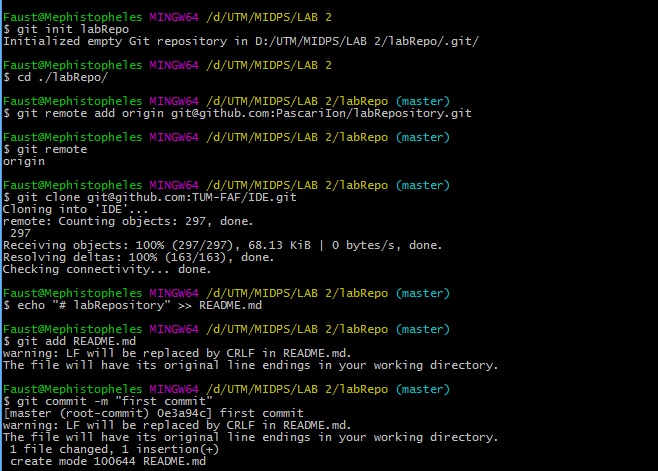 Faust@Mephistopheles MINGW64 /d/UTM/MIDPS/LAB 2
$ git init labRepo
Initialized empty Git repository in D:/UTM/MIDPS/LAB 2/labRepo/.git/
Faust@Mephistopheles MINGW64 /d/UTM/MIDPS/LAB 2
$ cd ./labRepo/
Faust@Mephistopheles MINGW64 /d/UTM/MIDPS/LAB 2/labRepo (master)
$ git remote add origin git@github.com:PascariIon/labRepository.git
Faust@Mephistopheles MINGW64 /d/UTM/MIDPS/LAB 2/labRepo (master)
$ git remote
origin
Faust@Mephistopheles MINGW64 /d/UTM/MIDPS/LAB 2/labRepo (master)
$ git clone git@github.com:TUM-FAF/IDE.git
Cloning into 'IDE'...
remote: Counting objects: 297, done.
 297
Receiving objects: 100% (297/297), 68.13 KiB | 0 bytes/s, done.
Resolving deltas: 100% (163/163), done.
Checking connectivity... done.
Faust@Mephistopheles MINGW64 /d/UTM/MIDPS/LAB 2/labRepo (master)
$ echo "# labRepository" >> README.md
Faust@Mephistopheles MINGW64 /d/UTM/MIDPS/LAB 2/labRepo (master)
$ git add README.md
warning: LF will be replaced by CRLF in README.md.
The file will have its original line endings in your working directory.
Faust@Mephistopheles MINGW64 /d/UTM/MIDPS/LAB 2/labRepo (master)
$ git commit -m "first commit"
[master (root-commit) 0e3a94c] first commit
warning: LF will be replaced by CRLF in README.md.
The file will have its original line endings in your working directory.
 1 file changed, 1 insertion(+)
 create mode 100644 README.md